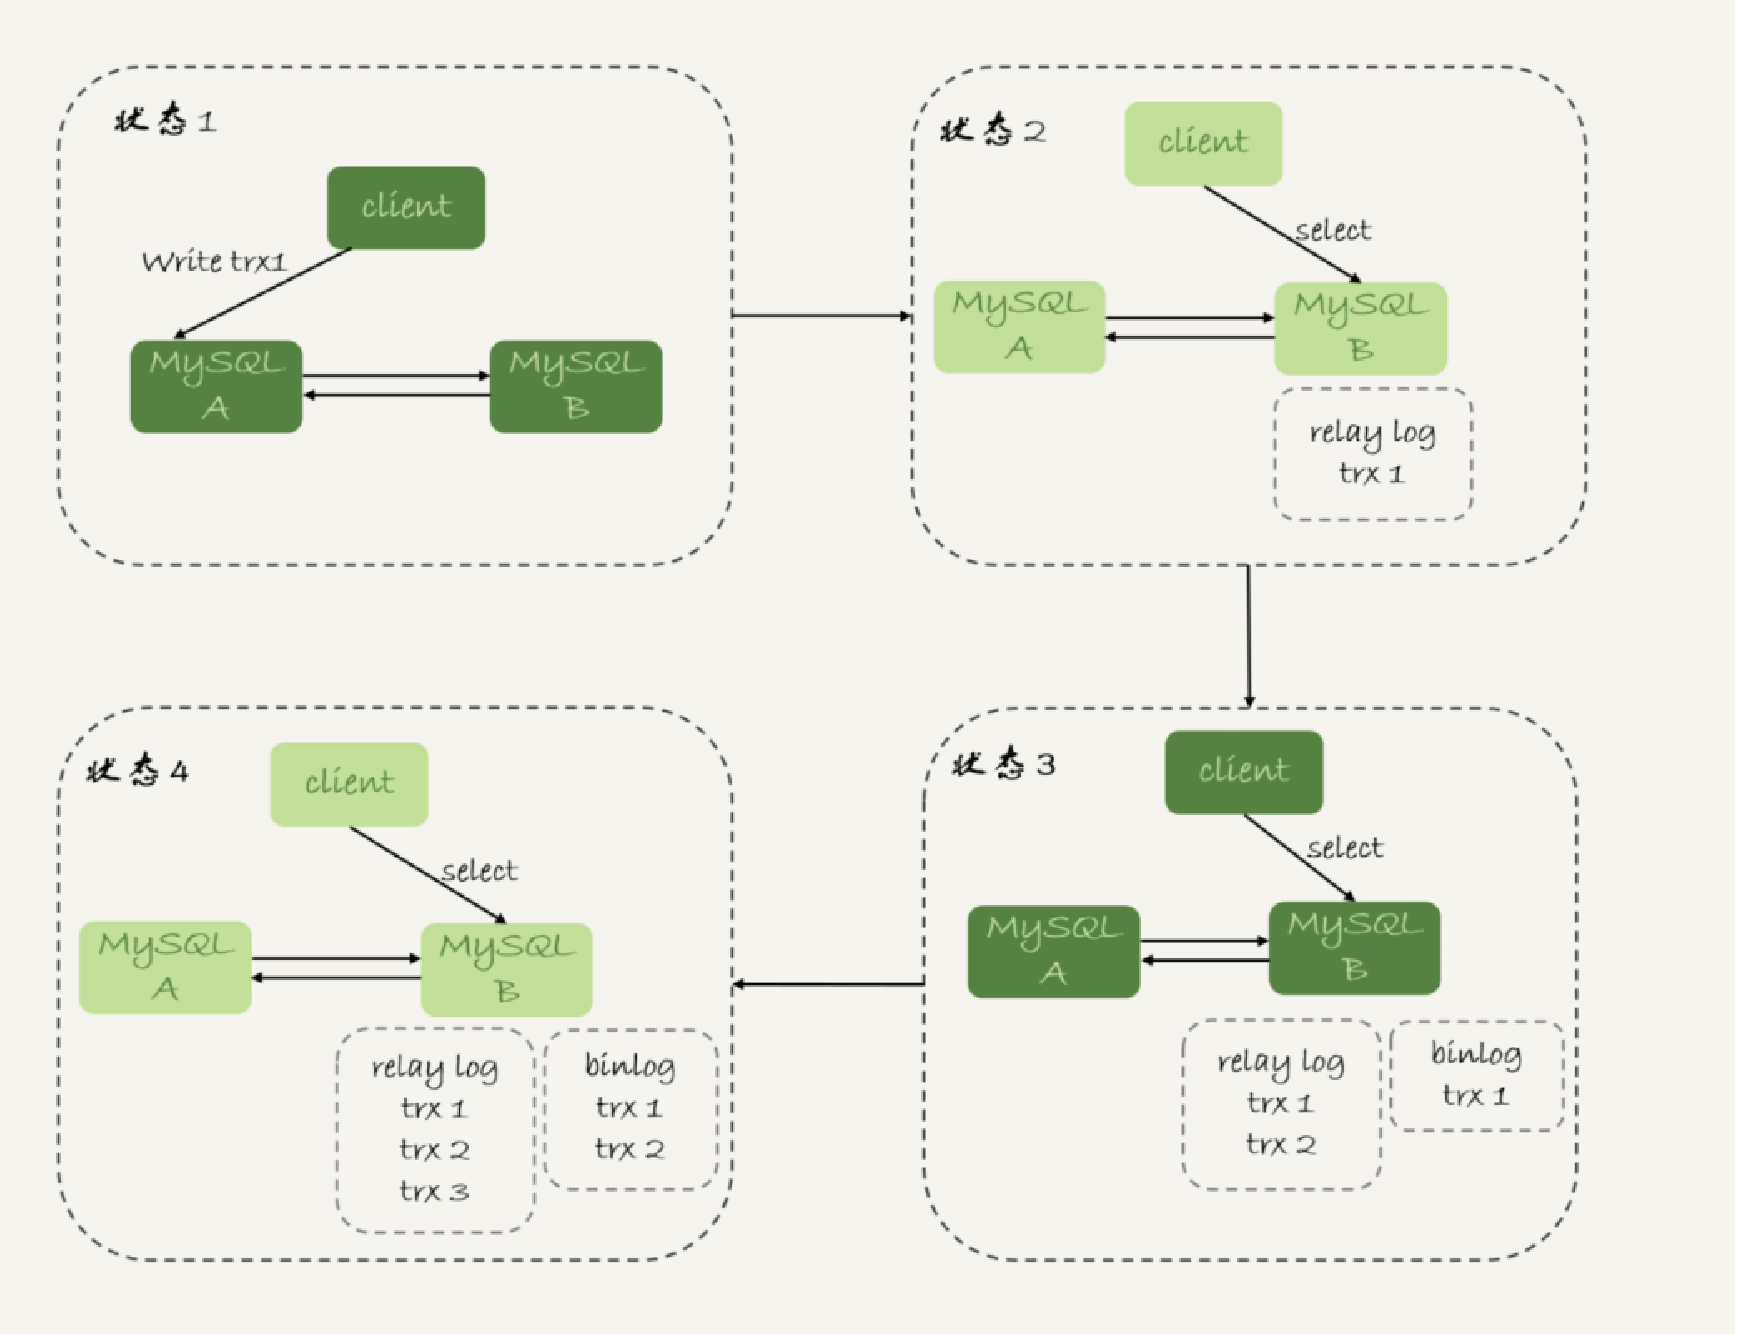 状态1
client
Write trx1
MySQL
A
MySQL
B
状态2
client
select
MySQL
A
MySQL
B
relay log
trx 1
状态3
client
select
MySQL
A
MySQL
B
relay log
trx 1
trx 2
binlog
trx 1
状态4
client
select
MySQL
A
MySQL
B
relay log
trx 1
trx 2
trx 3
binlog
trx 1
trx 2